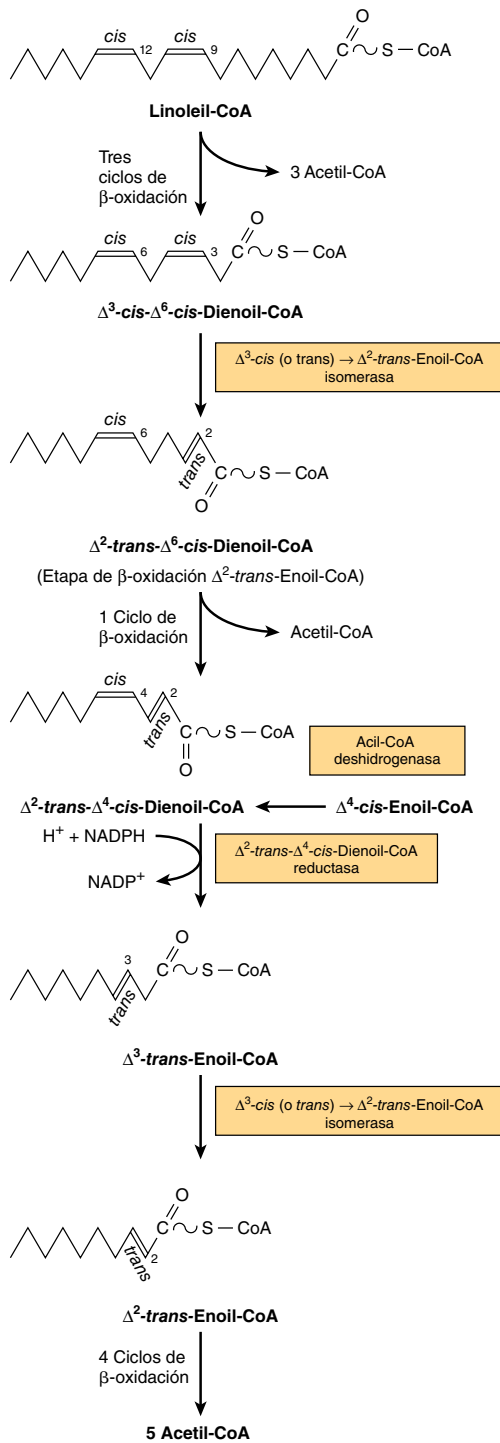 O
cis cis
12 9 C S — CoA
Linoleil-CoA
Tres
ciclos de
β-oxidación
3 Acetil-CoA
O
cis cis
6 3 C S — CoA
Δ³-cis-Δ⁶-cis-Dienoil-CoA
Δ³-cis (o trans) → Δ²-trans-Enoil-CoA
isomerasa
cis
6 2
trans C S — CoA
O
Δ²-trans-Δ⁶-cis-Dienoil-CoA
(Etapa de β-oxidación Δ²-trans-Enoil-CoA)
1 Ciclo de
β-oxidación
Acetil-CoA
cis
4 2
trans C S — CoA
O
Acil-CoA
deshidrogenasa
Δ²-trans-Δ⁴-cis-Dienoil-CoA Δ⁴-cis-Enoil-CoA
H⁺ + NADPH
NADP⁺
Δ²-trans-Δ⁴-cis-Dienoil-CoA
reductasa
O
3 C S — CoA
trans
Δ³-trans-Enoil-CoA
Δ³-cis (o trans) → Δ²-trans-Enoil-CoA
isomerasa
O
C S — CoA
trans 2
Δ²-trans-Enoil-CoA
4 Ciclos de
β-oxidación
5 Acetil-CoA